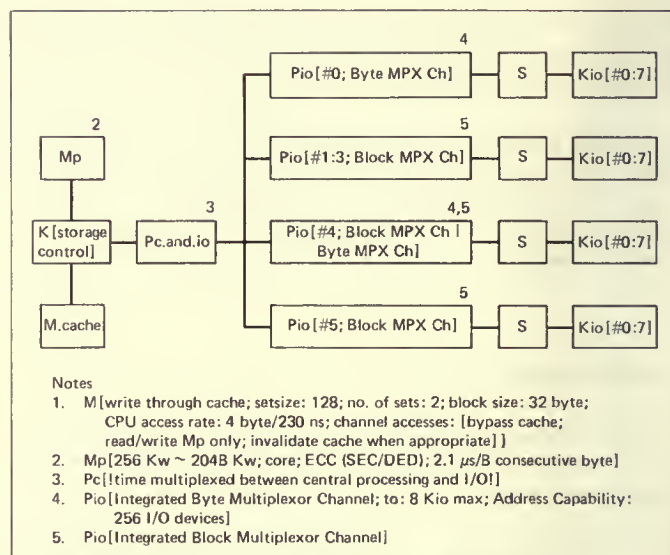 4
Pio[#0; Byte MPX Ch]
S
Kio[#0:7]
2
Mp
5
Pio[#1:3; Block MPX Ch]
S
Kio[#0:7]
3
K[storage
control]
Pc.and.io
4,5
Pio[#4; Block MPX Ch |
Byte MPX Ch]
S
Kio[#0:7]
M.cache
5
Pio[#5; Block MPX Ch]
S
Kio[#0:7]
Notes
1. M[write through cache; setsize: 128; no. of sets: 2; block size: 32 byte;
CPU access rate: 4 byte/230 ns; channel accesses: [bypass cache;
read/write Mp only; invalidate cache when appropriate] ]
2. Mp[256 Kw ~ 204B Kw; core; ECC (SEC/DED); 2.1 μs/B consecutive byte]
3. Pc[!time multiplexed between central processing and I/O!]
4. Pio[Integrated Byte Multiplexor Channel; to: 8 Kio max; Address Capability:
256 I/O devices]
5. Pio[Integrated Block Multiplexor Channel]